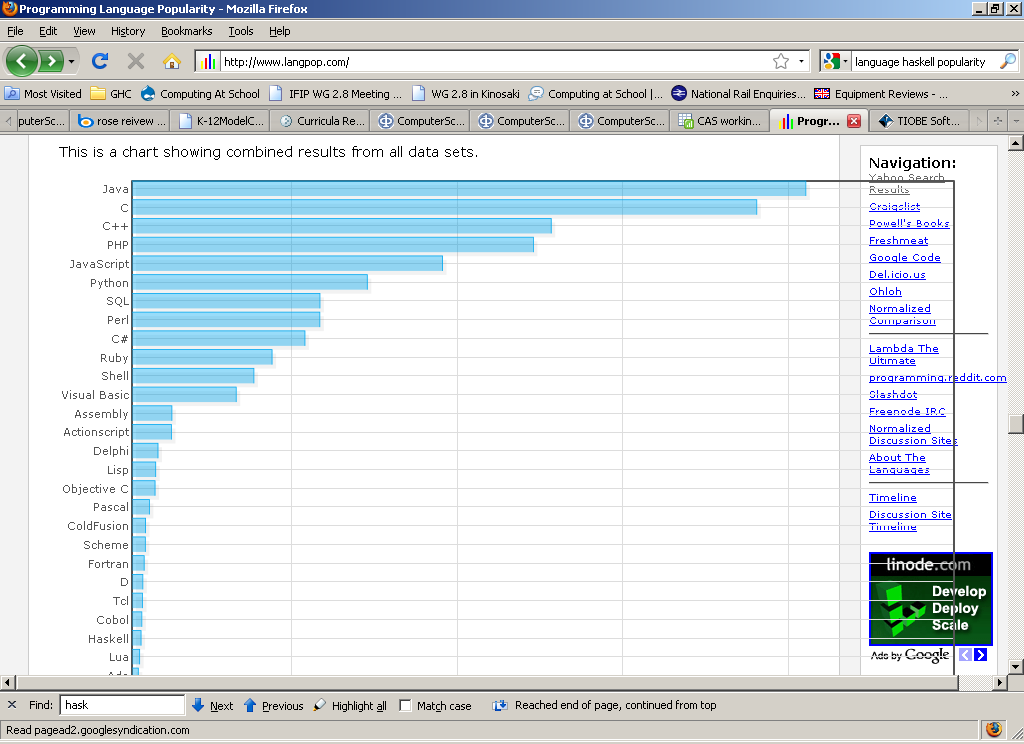 Programming Language Popularity - Mozilla Firefox
File Edit View History Bookmarks Tools Help
http://www.langpop.com/
language haskell popularity
Most Visited GHC Computing At School IFIP WG 2.8 Meeting ... WG 2.8 in Kinosaki Computing at School |... National Rail Enquiries... Equipment Reviews - ... »
puterSc... rose reivew ... K-12ModelC... Curricula Re... ComputerSc... ComputerSc... ComputerSc... CAS workin... Progr... TIOBE Soft...
This is a chart showing combined results from all data sets.
Java
C
C++
PHP
JavaScript
Python
SQL
Perl
C#
Ruby
Shell
Visual Basic
Assembly
Actionscript
Delphi
Lisp
Objective C
Pascal
ColdFusion
Scheme
Fortran
D
Tcl
Cobol
Haskell
Lua
Navigation:
Yahoo Search
Results
Craigslist
Powell's Books
Freshmeat
Google Code
Del.icio.us
Ohloh
Normalized
Comparison
Lambda The
Ultimate
programming.reddit.com
Slashdot
Freenode IRC
Normalized
Discussion Sites
About The
Languages
Timeline
Discussion Site
Timeline
linode.com
Develop
Deploy
Scale
Ads by Google
Find: hask Next Previous Highlight all Match case Reached end of page, continued from top
Read pagead2.googlesyndication.com